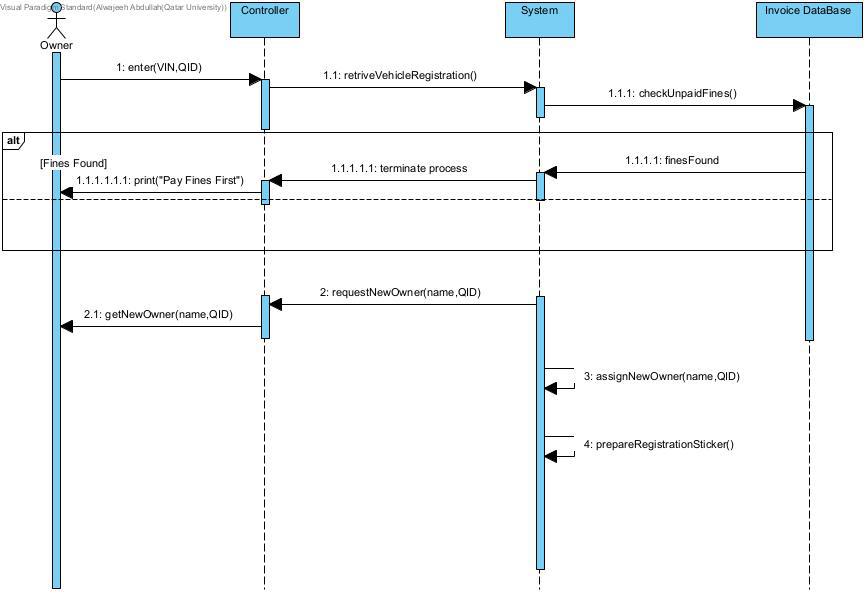 Visual Paradigm Standard(Alwajeeh Abdullah(Qatar University))
Controller
System
Invoice DataBase
Owner
1: enter(VIN,QID)
1.1: retriveVehicleRegistration()
1.1.1: checkUnpaidFines()
alt
[Fines Found]
1.1.1.1: finesFound
1.1.1.1.1: terminate process
1.1.1.1.1.1: print("Pay Fines First")
2: requestNewOwner(name,QID)
2.1: getNewOwner(name,QID)
3: assignNewOwner(name,QID)
4: prepareRegistrationSticker()